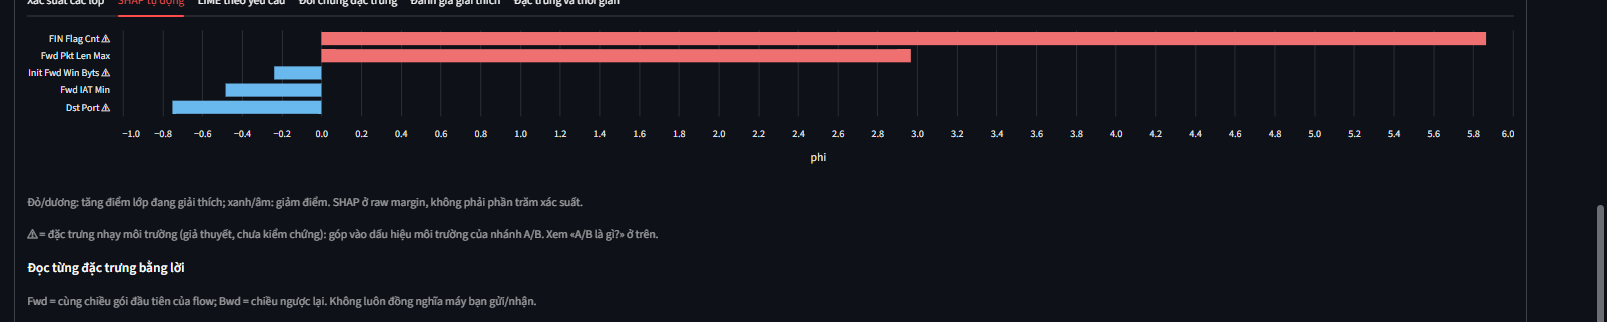 Xác suất các lớp SHAP tự động LIME theo yêu cầu Đối chứng đặc trưng Đánh giá giải thích Đặc trưng và thời gian
FIN Flag Cnt ⚠
Fwd Pkt Len Max
Init Fwd Win Byts ⚠
Fwd IAT Min
Dst Port ⚠
−1.0 −0.8 −0.6 −0.4 −0.2 0.0 0.2 0.4 0.6 0.8 1.0 1.2 1.4 1.6 1.8 2.0 2.2 2.4 2.6 2.8 3.0 3.2 3.4 3.6 3.8 4.0 4.2 4.4 4.6 4.8 5.0 5.2 5.4 5.6 5.8 6.0
phi
Đỏ/dương: tăng điểm lớp đang giải thích; xanh/âm: giảm điểm. SHAP ở raw margin, không phải phần trăm xác suất.
⚠ = đặc trưng nhạy môi trường (giả thuyết, chưa kiểm chứng): góp vào dấu hiệu môi trường của nhánh A/B. Xem «A/B là gì?» ở trên.
Đọc từng đặc trưng bằng lời
Fwd = cùng chiều gói đầu tiên của flow; Bwd = chiều ngược lại. Không luôn đồng nghĩa máy bạn gửi/nhận.